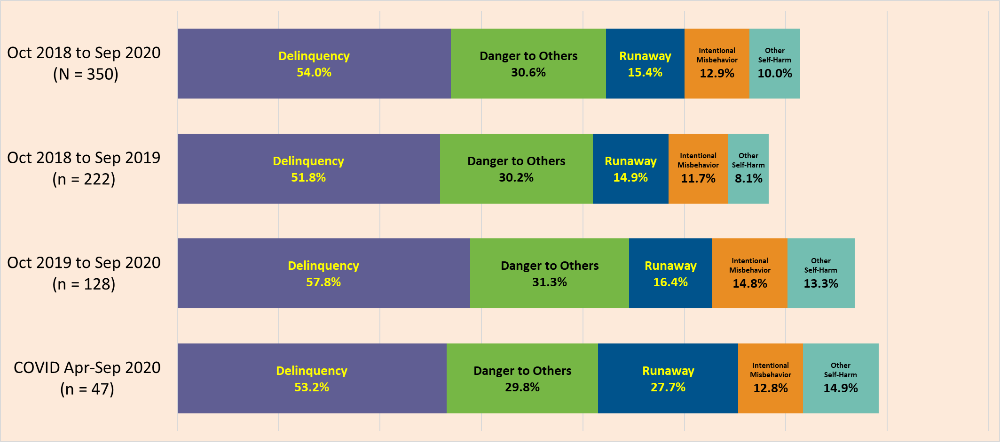 Oct 2018 to Sep 2020
(N = 350)
Delinquency
54.0%
Danger to Others
30.6%
Runaway
15.4%
Intentional
Misbehavior
12.9%
Other
Self-Harm
10.0%
Oct 2018 to Sep 2019
(n = 222)
Delinquency
51.8%
Danger to Others
30.2%
Runaway
14.9%
Intentional
Misbehavior
11.7%
Other
Self-Harm
8.1%
Oct 2019 to Sep 2020
(n = 128)
Delinquency
57.8%
Danger to Others
31.3%
Runaway
16.4%
Intentional
Misbehavior
14.8%
Other
Self-Harm
13.3%
COVID Apr-Sep 2020
(n = 47)
Delinquency
53.2%
Danger to Others
29.8%
Runaway
27.7%
Intentional
Misbehavior
12.8%
Other
Self-Harm
14.9%